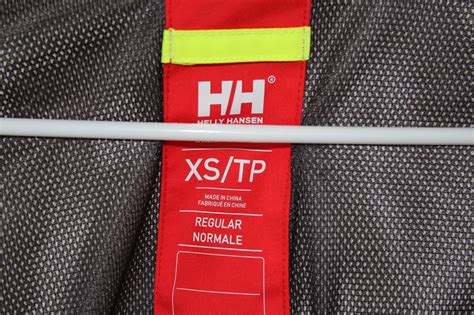 HH®
HELLY HANSEN
XS/TP
MADE IN CHINA
FABRIQUÉ EN CHINE
REGULAR
NORMALE